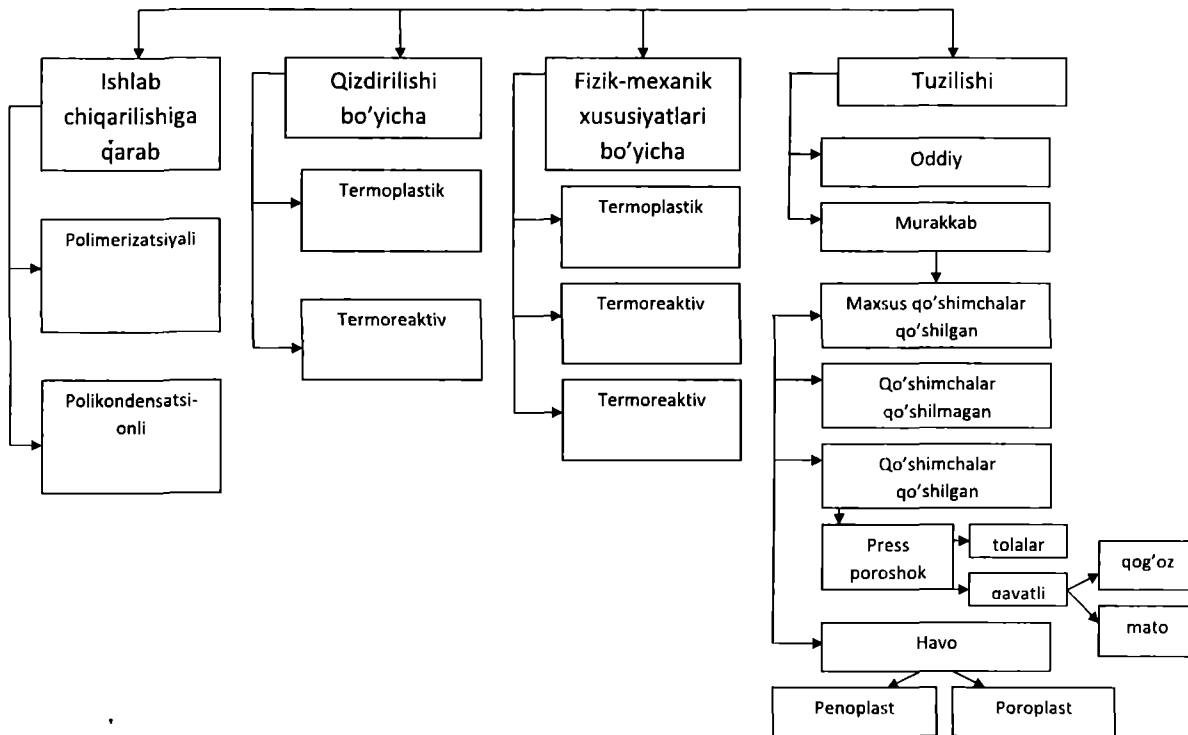 Ishlab
chiqarilishiga
qarab
Polimerizatsiyali
Polikondensatsi-
onli
Qizdirilishi
bo’yicha
Termoplastik
Termoreaktiv
Fizik-mexanik
xususiyatlari
bo’yicha
Termoplastik
Termoreaktiv
Termoreaktiv
Tuzilishi
Oddiy
Murakkab
Maxsus qo’shimchalar
qo’shilgan
Qo’shimchalar
qo’shilmagan
Qo’shimchalar
qo’shilgan
Press
poroshok
tolalar
qavatli
qog’oz
mato
Havo
Penoplast
Poroplast